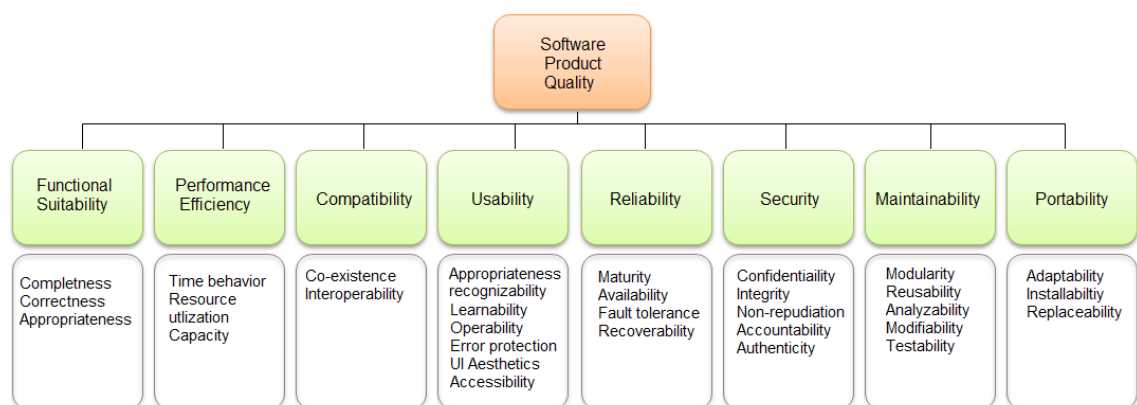 Software
Product
Quality
Functional
Suitability
Performance
Efficiency
Compatibility
Usability
Reliability
Security
Maintainability
Portability
Completness
Correctness
Appropriateness
Time behavior
Resource
utlization
Capacity
Co-existence
Interoperability
Appropriateness
recognizability
Learnability
Operability
Error protection
UI Aesthetics
Accessibility
Maturity
Availability
Fault tolerance
Recoverability
Confidentiaility
Integrity
Non-repudiation
Accountability
Authenticity
Modularity
Reusability
Analyzability
Modifiability
Testability
Adaptability
Installabiltiy
Replaceability